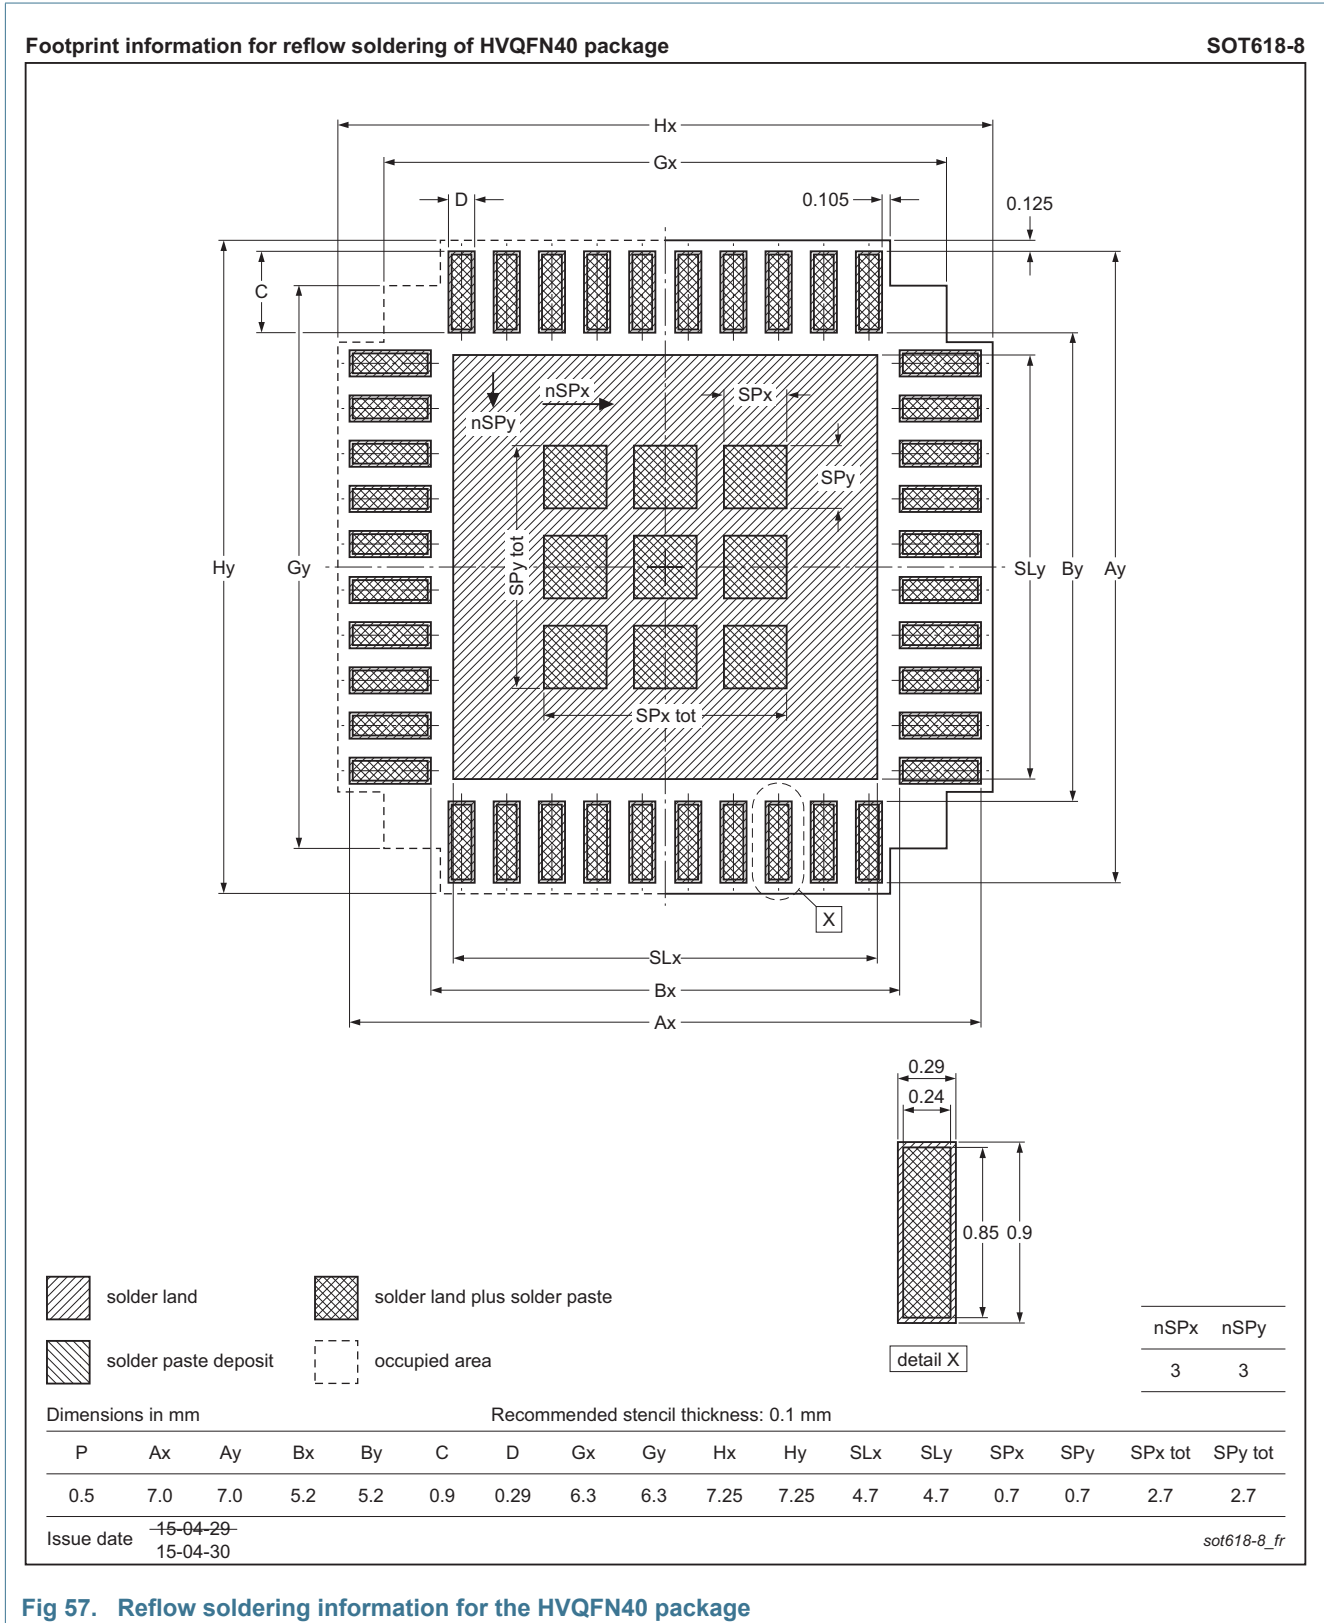 Footprint information for reflow soldering of HVQFN40 package SOT618-8
Hx
Gx
D 0.105 0.125
C
nSPx SPx
nSPy
SPy
SPy tot
Hy Gy SLy By Ay
SPx tot
X
SLx
Bx
Ax
0.29
0.24
0.85 0.9
solder land solder land plus solder paste
nSPx nSPy
solder paste deposit occupied area detail X
3 3
Dimensions in mm Recommended stencil thickness: 0.1 mm
P Ax Ay Bx By C D Gx Gy Hx Hy SLx SLy SPx SPy SPx tot SPy tot
0.5 7.0 7.0 5.2 5.2 0.9 0.29 6.3 6.3 7.25 7.25 4.7 4.7 0.7 0.7 2.7 2.7
Issue date 15-04-29
15-04-30 sot618-8_fr
Fig 57. Reflow soldering information for the HVQFN40 package